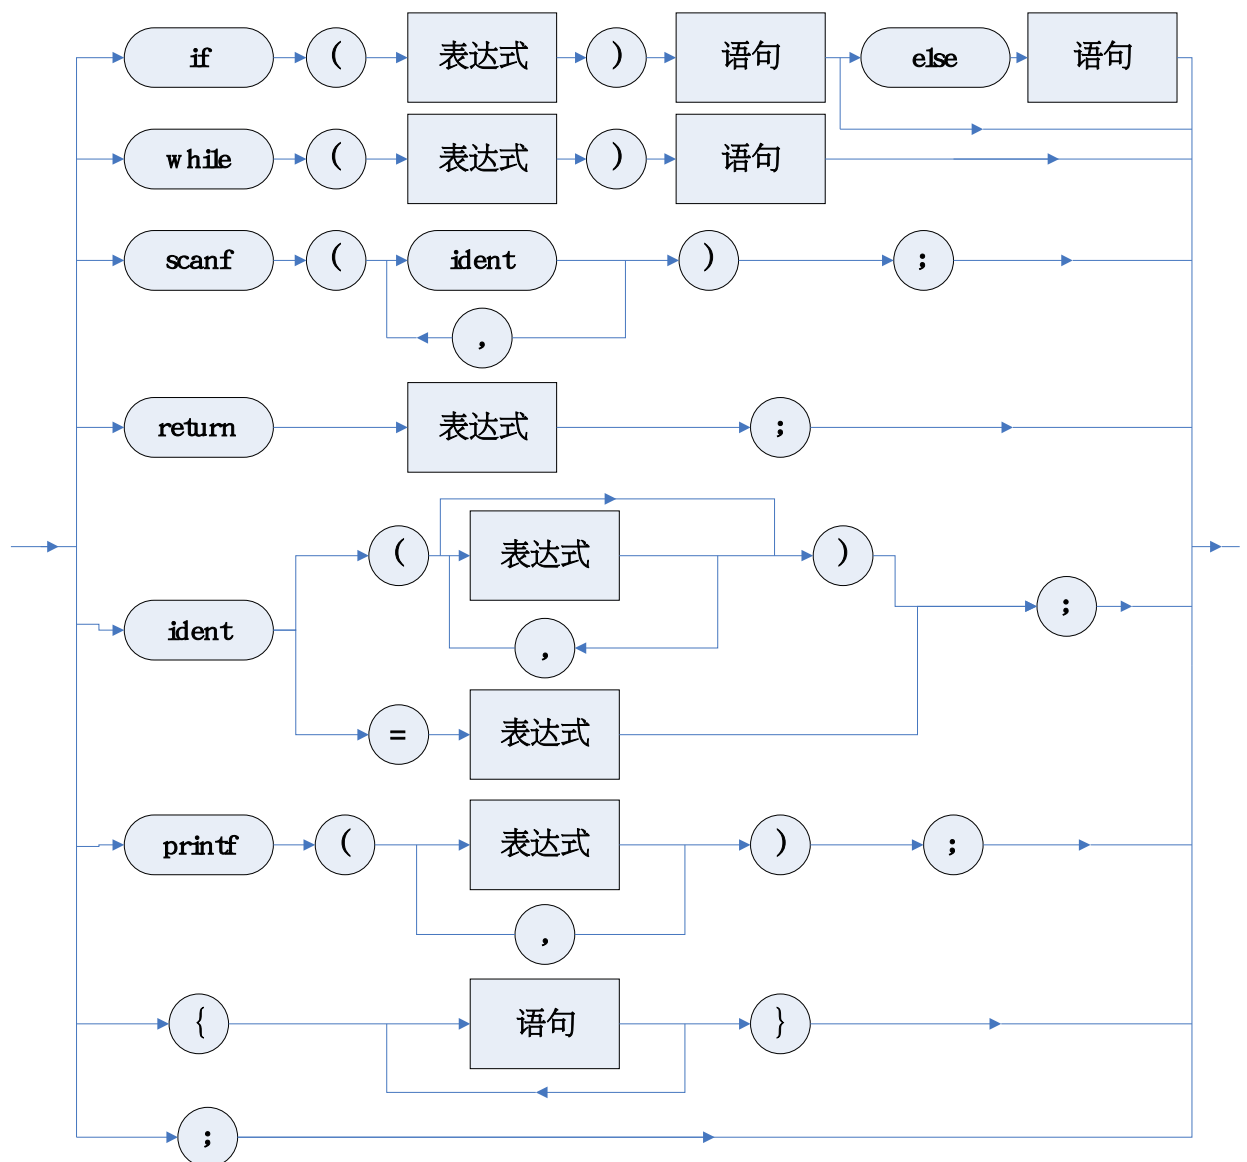 if ( 表达式 ) 语句 else 语句
while ( 表达式 ) 语句
scanf ( ident ) ;
,
return 表达式 ;
( 表达式 )
ident ;
,
= 表达式
printf ( 表达式 ) ;
,
{ 语句 }
;